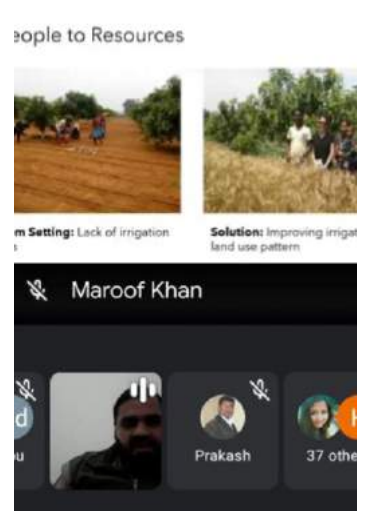 eople to Resources
m Setting: Lack of irrigation
s
Solution: Improving irrigat
land use pattern
Maroof Khan
d
u
Prakash
37 othe